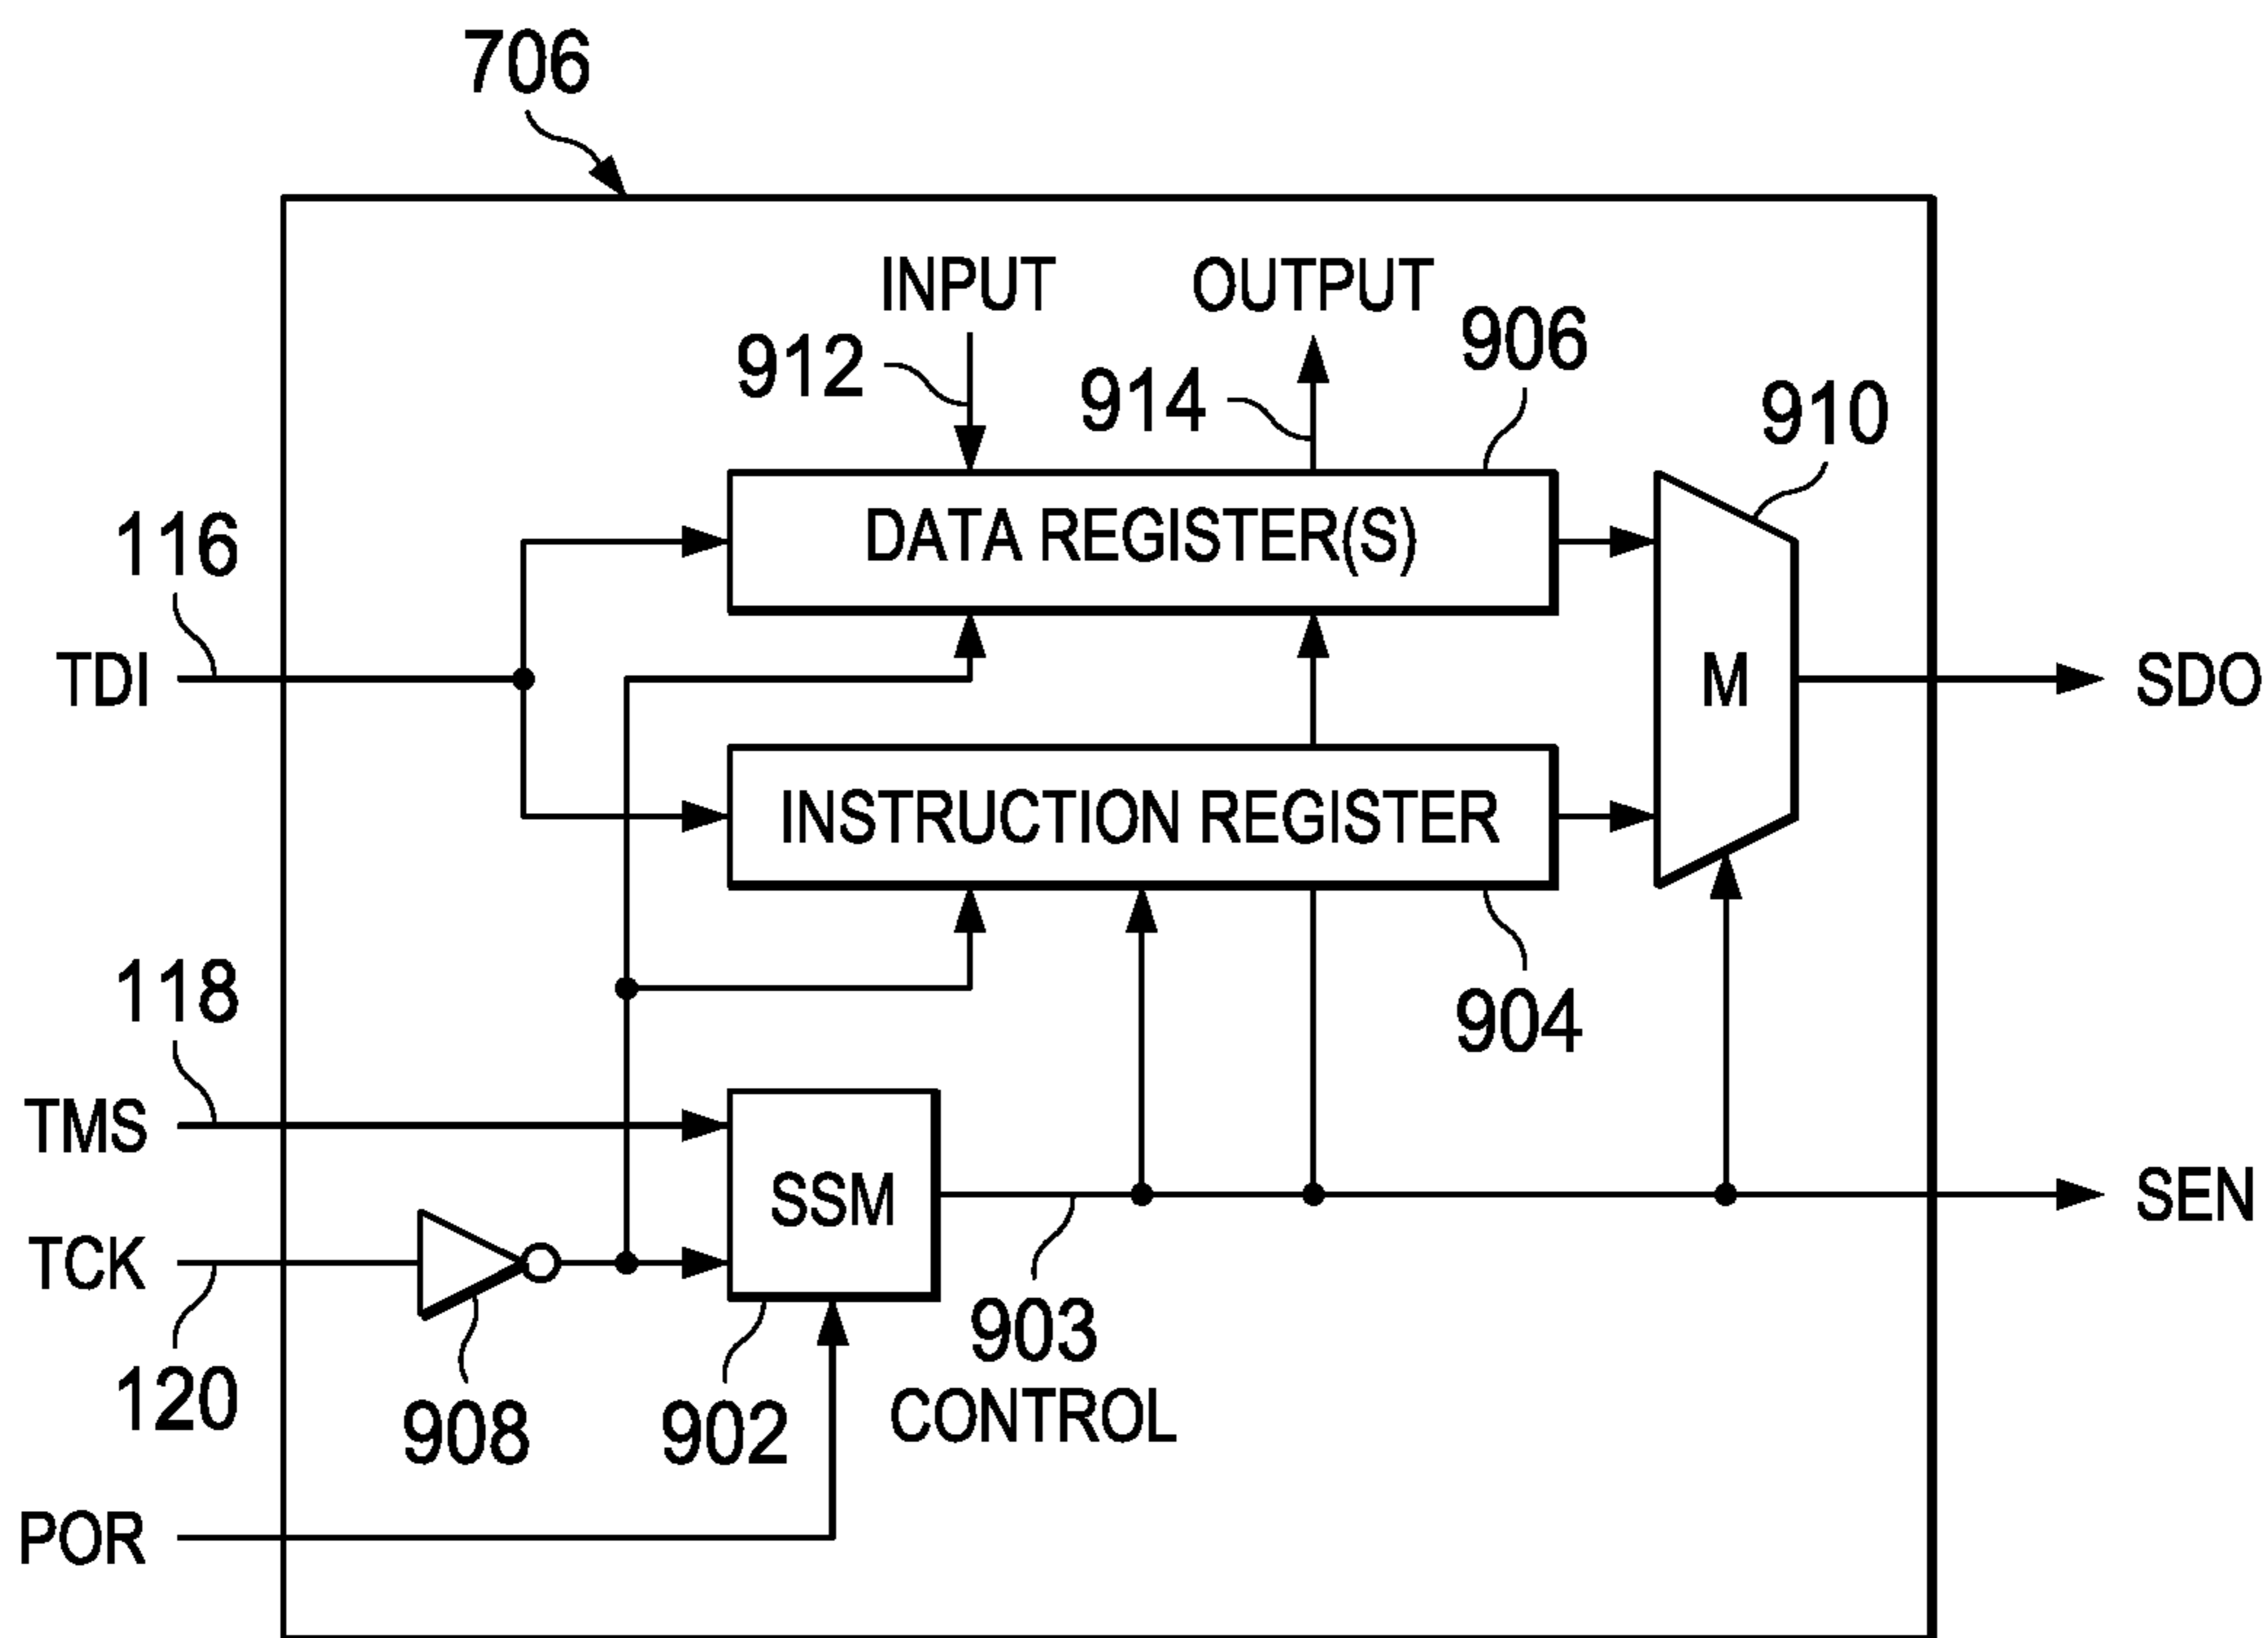 706
INPUT
OUTPUT
912
914
906
910
116
DATA REGISTER(S)
TDI
M
SDO
INSTRUCTION REGISTER
118
904
TMS
SSM
SEN
TCK
120
908
902
903
CONTROL
POR